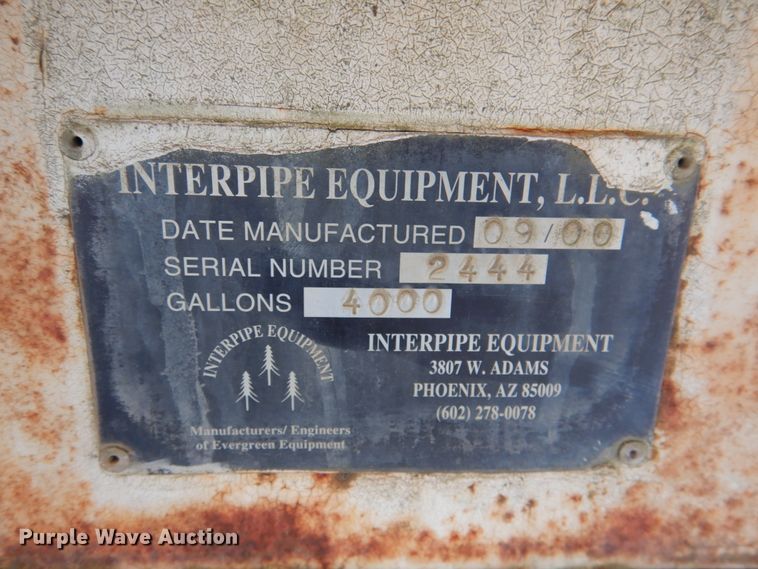 INTERPIPE EQUIPMENT, L.L.C.
DATE MANUFACTURED 09/00
SERIAL NUMBER 2444
GALLONS 4000
INTERPIPE EQUIPMENT
Manufacturers/ Engineers
of Evergreen Equipment
INTERPIPE EQUIPMENT
3807 W. ADAMS
PHOENIX, AZ 85009
(602) 278-0078
Purple Wave Auction®